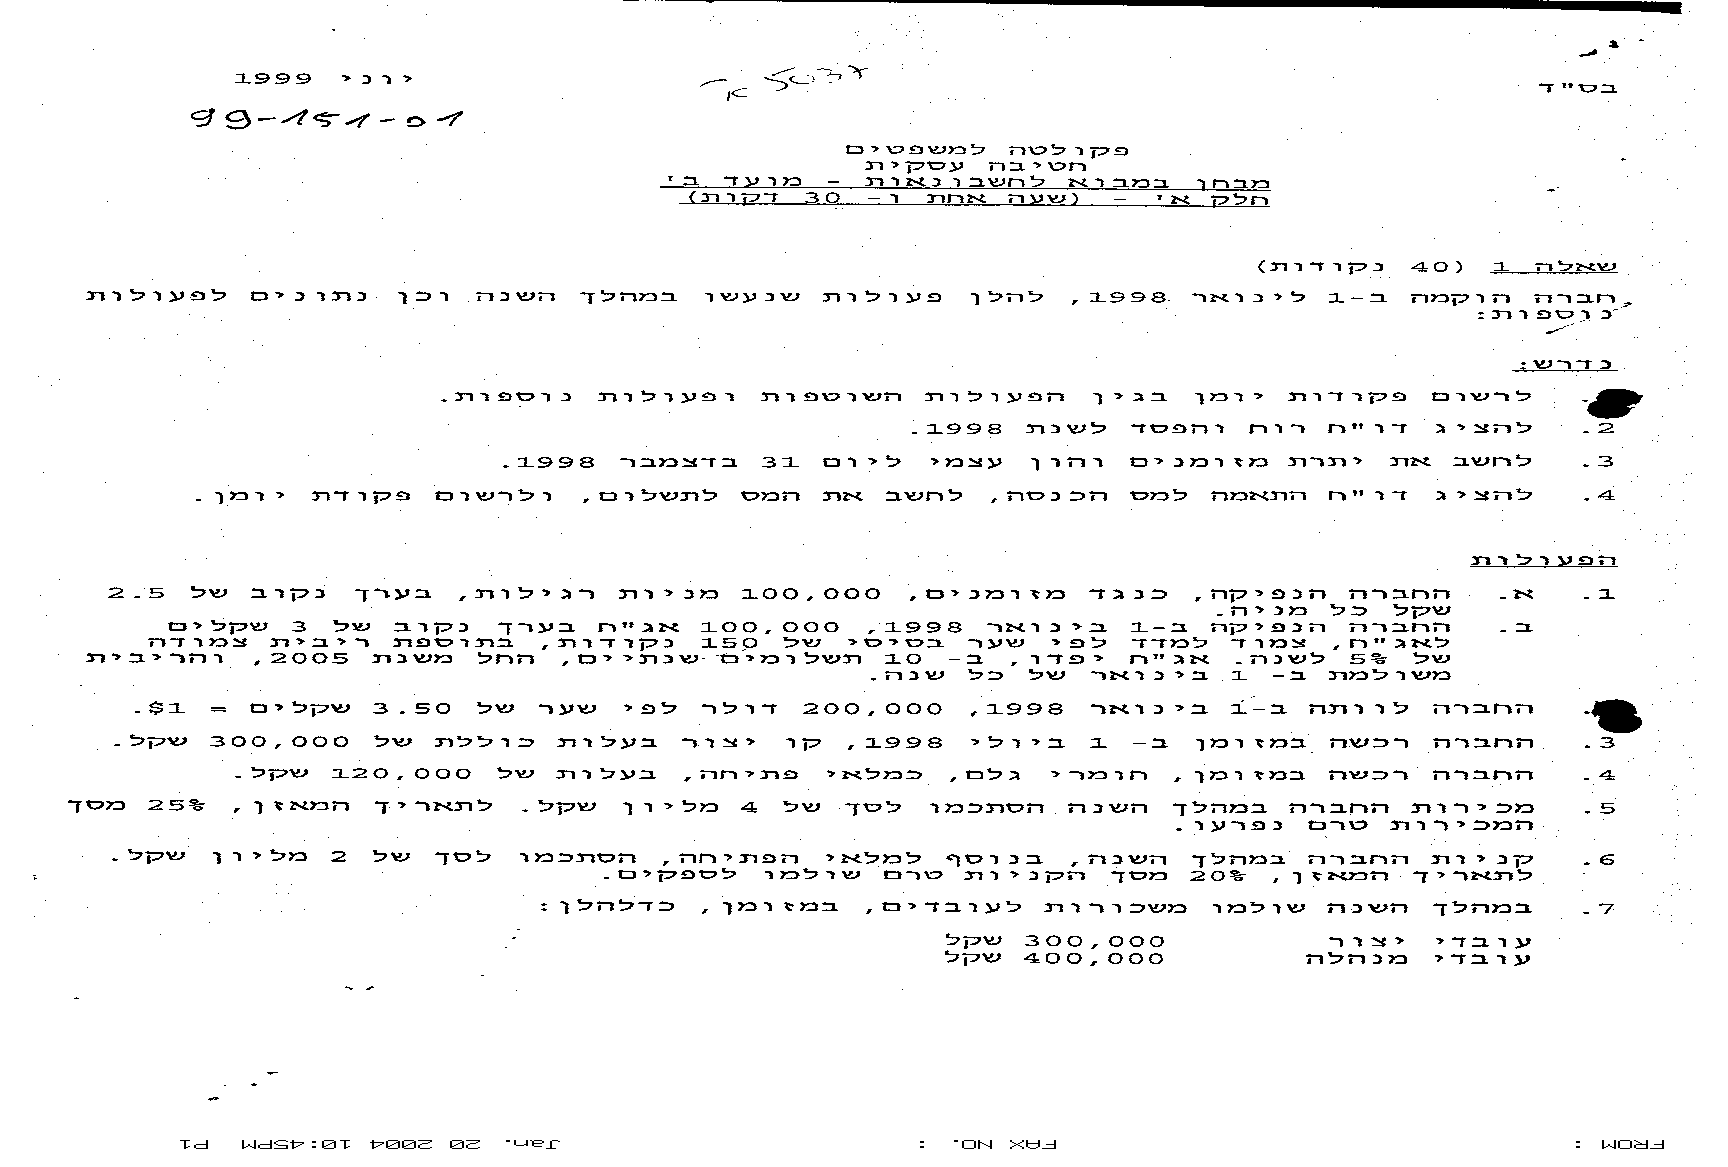 יוני 1999
בס"ד
99-151-01
פקולטה למשפטים
חטיבה עסקית
מבחן במבוא לחשבונאות - מועד ב'
חלק א' - (שעה אחת ו- 30 דקות)
שאלה 1 (40 נקודות)
חברה הוקמה ב-1 לינואר 1998, להלן פעולות שנעשו במהלך השנה וכן נתונים לפעולות
נוספות:
נדרש:
לרשום פקודות יומן בגין הפעולות השוטפות ופעולות נוספות.
2. להציג דו"ח רוח והפסד לשנת 1998.
3. לחשב את יתרת מזומנים והון עצמי ליום 31 בדצמבר 1998.
4. להציג דו"ח התאמה למס הכנסה, לחשב את המס לתשלום, ולרשום פקודת יומן.
הפעולות
1. א. החברה הנפיקה, כנגד מזומנים, 100,000 מניות רגילות, בערך נקוב של 2.5
שקל כל מניה.
ב. החברה הנפיקה ב-1 בינואר 1998, 100,000 אג"ח בערך נקוב של 3 שקלים
לאג"ח, צמוד למדד לפי שער בסיסי של 150 נקודות, בתוספת ריבית צמודה
של 5% לשנה. אג"ח יפדו, ב- 10 תשלומים שנתיים, החל משנת 2005, והריבית
משולמת ב- 1 בינואר של כל שנה.
החברה לוותה ב-1 בינואר 1998, 200,000 דולר לפי שער של 3.50 שקלים = 1$.
3. החברה רכשה במזומן ב- 1 ביולי 1998, קו יצור בעלות כוללת של 300,000 שקל.
4. החברה רכשה במזומן, חומרי גלם, כמלאי פתיחה, בעלות של 120,000 שקל.
5. מכירות החברה במהלך השנה הסתכמו לסך של 4 מליון שקל. לתאריך המאזן, 25% מסך
המכירות טרם נפרעו.
6. קניות החברה במהלך השנה, בנוסף למלאי הפתיחה, הסתכמו לסך של 2 מליון שקל.
לתאריך המאזן, 20% מסך הקניות טרם שולמו לספקים.
7. במהלך השנה שולמו משכורות לעובדים, במזומן, כדלהלן:
עובדי יצור 300,000 שקל
עובדי מנהלה 400,000 שקל
FROM : FAX NO. : Jan. 20 2004 10:45PM P1